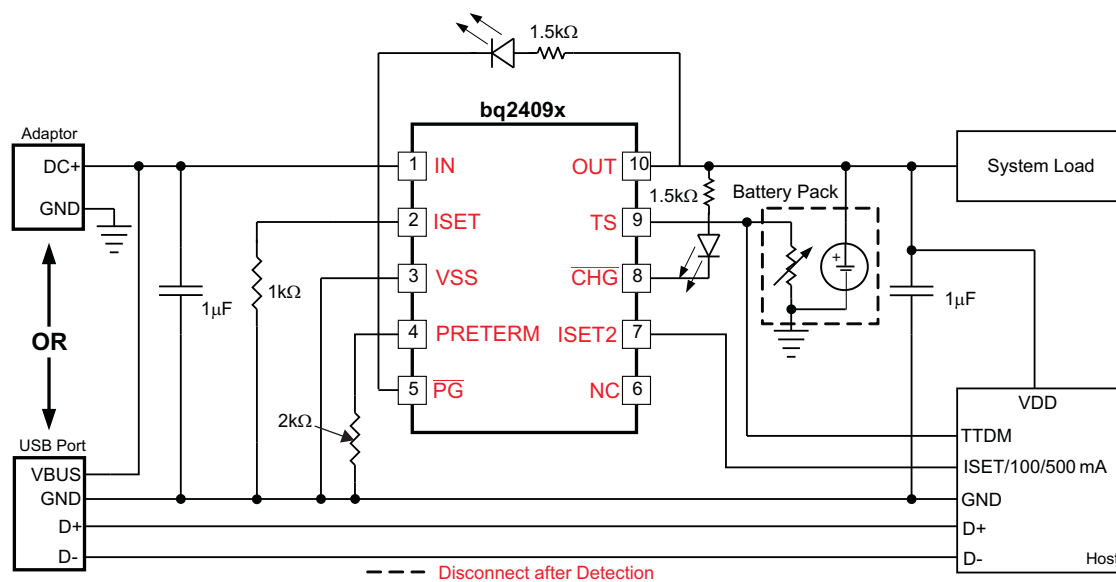 1.5kΩ
bq2409x
Adaptor
DC+
GND
1
IN
OUT
10
System Load
1.5kΩ
Battery Pack
2
ISET
TS
9
+
3
VSS
CHG
8
1kΩ
1μF
1μF
OR
4
PRETERM
ISET2
7
5
PG
NC
6
2kΩ
VDD
USB Port
TTDM
VBUS
ISET/100/500 mA
GND
GND
D+
D+
D-
D-
Host
Disconnect after Detection